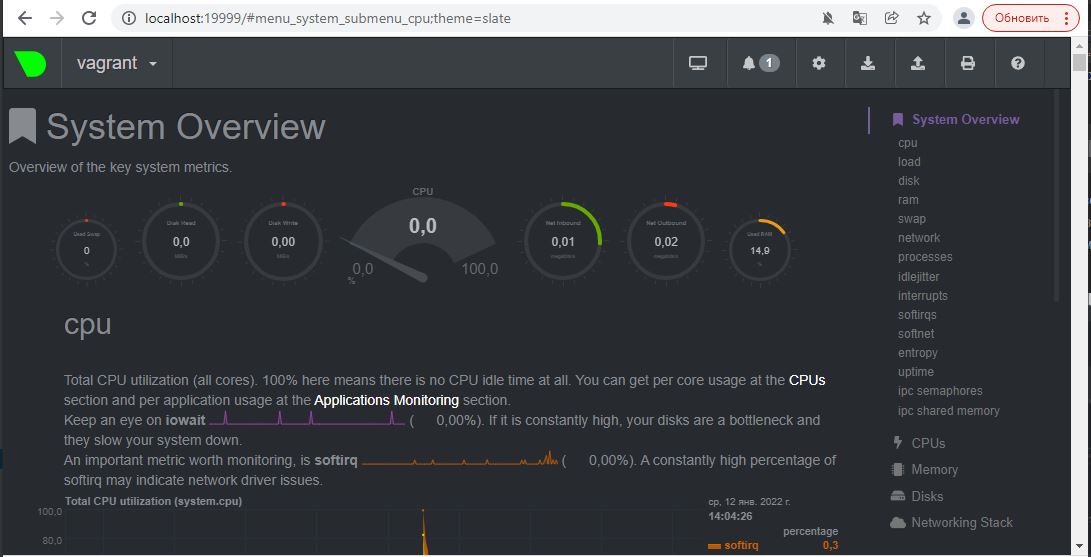 localhost:19999/#menu_system_submenu_cpu;theme=slate
Обновить
vagrant
1
System Overview
Overview of the key system metrics.
Used Swap
0
%
Disk Read
0,0
MiB/s
Disk Write
0,00
MiB/s
CPU
0,0
0,0
100,0
%
Net Inbound
0,01
megabits/s
Net Outbound
0,02
megabits/s
Used RAM
14,9
%
cpu
Total CPU utilization (all cores). 100% here means there is no CPU idle time at all. You can get per core usage at the CPUs
section and per application usage at the Applications Monitoring section.
Keep an eye on iowait ( 0,00%). If it is constantly high, your disks are a bottleneck and
they slow your system down.
An important metric worth monitoring, is softirq ( 0,00%). A constantly high percentage of
softirq may indicate network driver issues.
Total CPU utilization (system.cpu)
100,0
80,0
ср, 12 янв. 2022 г.
14:04:26
percentage
softirq 0,3
System Overview
cpu
load
disk
ram
swap
network
processes
idlejitter
interrupts
softirqs
softnet
entropy
uptime
ipc semaphores
ipc shared memory
CPUs
Memory
Disks
Networking Stack